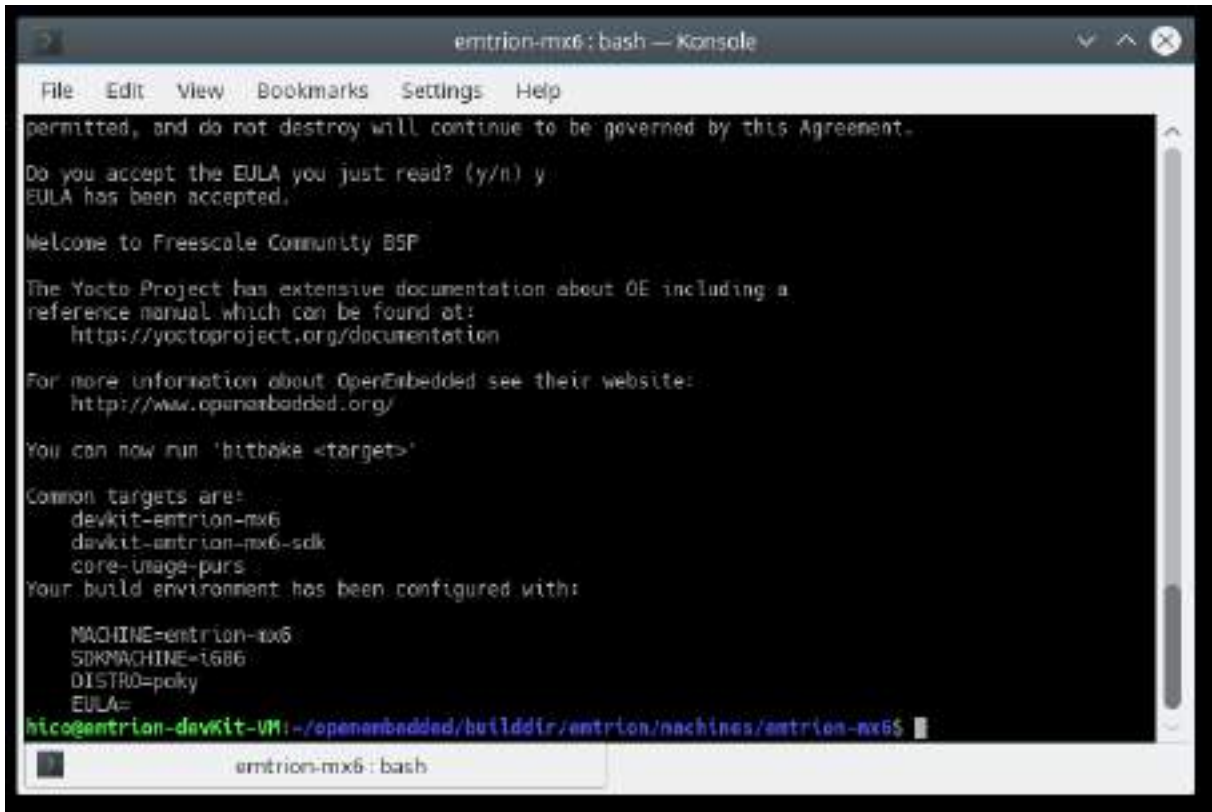 emtrion-mx6 : bash — Konsole
File Edit View Bookmarks Settings Help
permitted, and do not destroy will continue to be governed by this Agreement.
Do you accept the EULA you just read? (y/n) y
EULA has been accepted.
Welcome to Freescale Community BSP
The Yocto Project has extensive documentation about OE including a
reference manual which can be found at:
http://yoctoproject.org/documentation
For more information about OpenEmbedded see their website:
http://www.openembedded.org/
You can now run 'bitbake <target>'
Common targets are:
devkit-emtrion-mx6
devkit-emtrion-mx6-sdk
core-image-purs
Your build environment has been configured with:
MACHINE=emtrion-mx6
SDKMACHINE=i686
DISTRO=poky
EULA=
hico@emtrion-devKit-VM:~/openembedded/builddir/emtrion/machines/emtrion-mx6$
emtrion-mx6 : bash